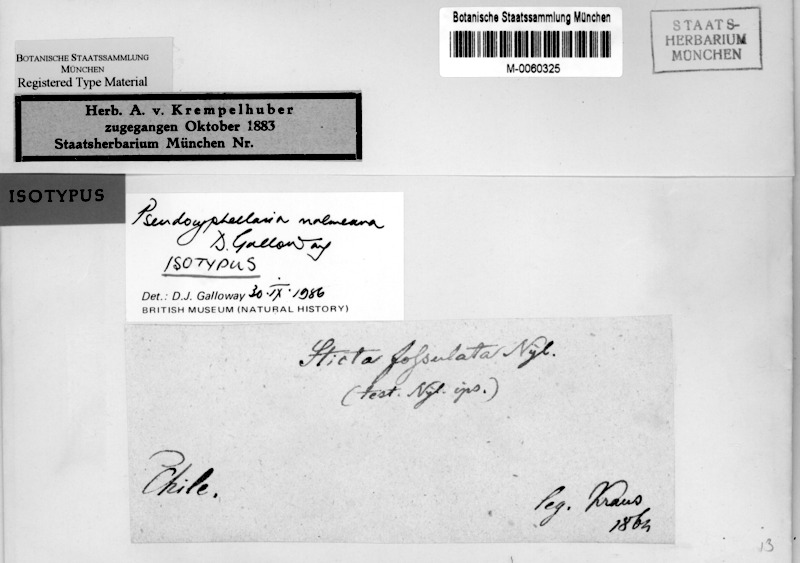 Botanische Staatssammlung München
M-0060325
STAATS-
HERBARIUM
MÜNCHEN
BOTANISCHE STAATSSAMMLUNG
MÜNCHEN
Registered Type Material
Herb. A. v. Krempelhuber
zugegangen Oktober 1883
Staatsherbarium München Nr.
ISOTYPUS
Pseudocyphellaria
D. Galloway
ISOTYPUS
Det.: D.J. Galloway 30·IX·1986
BRITISH MUSEUM (NATURAL HISTORY)
Sticta fossulata Nyl.
(test. Nyl. ips.)
Chile.
leg. Kraus
13